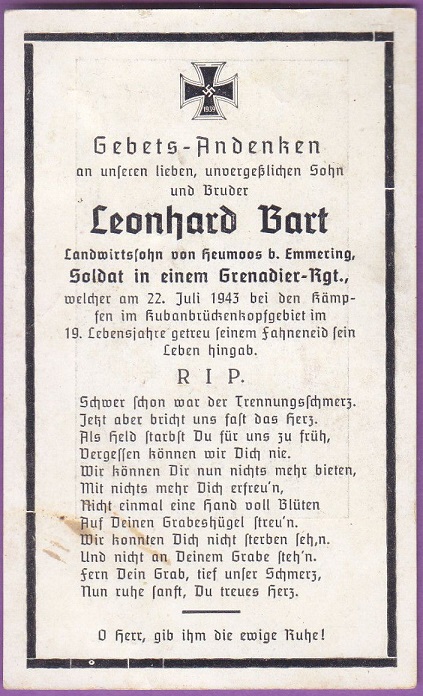 1939
Gebets-Andenken
an unseren lieben, unvergeßlichen Sohn
und Bruder
Leonhard Bart
Landwirtssohn von Heumoos b. Emmering,
Soldat in einem Grenadier-Rgt.,
welcher am 22. Juli 1943 bei den Kämp-
fen im Kubanbrückenkopfgebiet im
19. Lebensjahre getreu seinem Fahneneid sein
Leben hingab.
R I P.
Schwer schon war der Trennungsschmerz.
Jetzt aber bricht uns fast das Herz.
Als Held starbst Du für uns zu früh,
Vergessen können wir Dich nie.
Wir können Dir nun nichts mehr bieten,
Mit nichts mehr Dich erfreu'n,
Nicht einmal eine Hand voll Blüten
Auf Deinen Grabeshügel streu'n.
Wir konnten Dich nicht sterben seh,n.
Und nicht an Deinem Grabe steh'n.
Fern Dein Grab, tief unser Schmerz,
Nun ruhe sanft, Du treues Herz.
O Herr, gib ihm die ewige Ruhe!